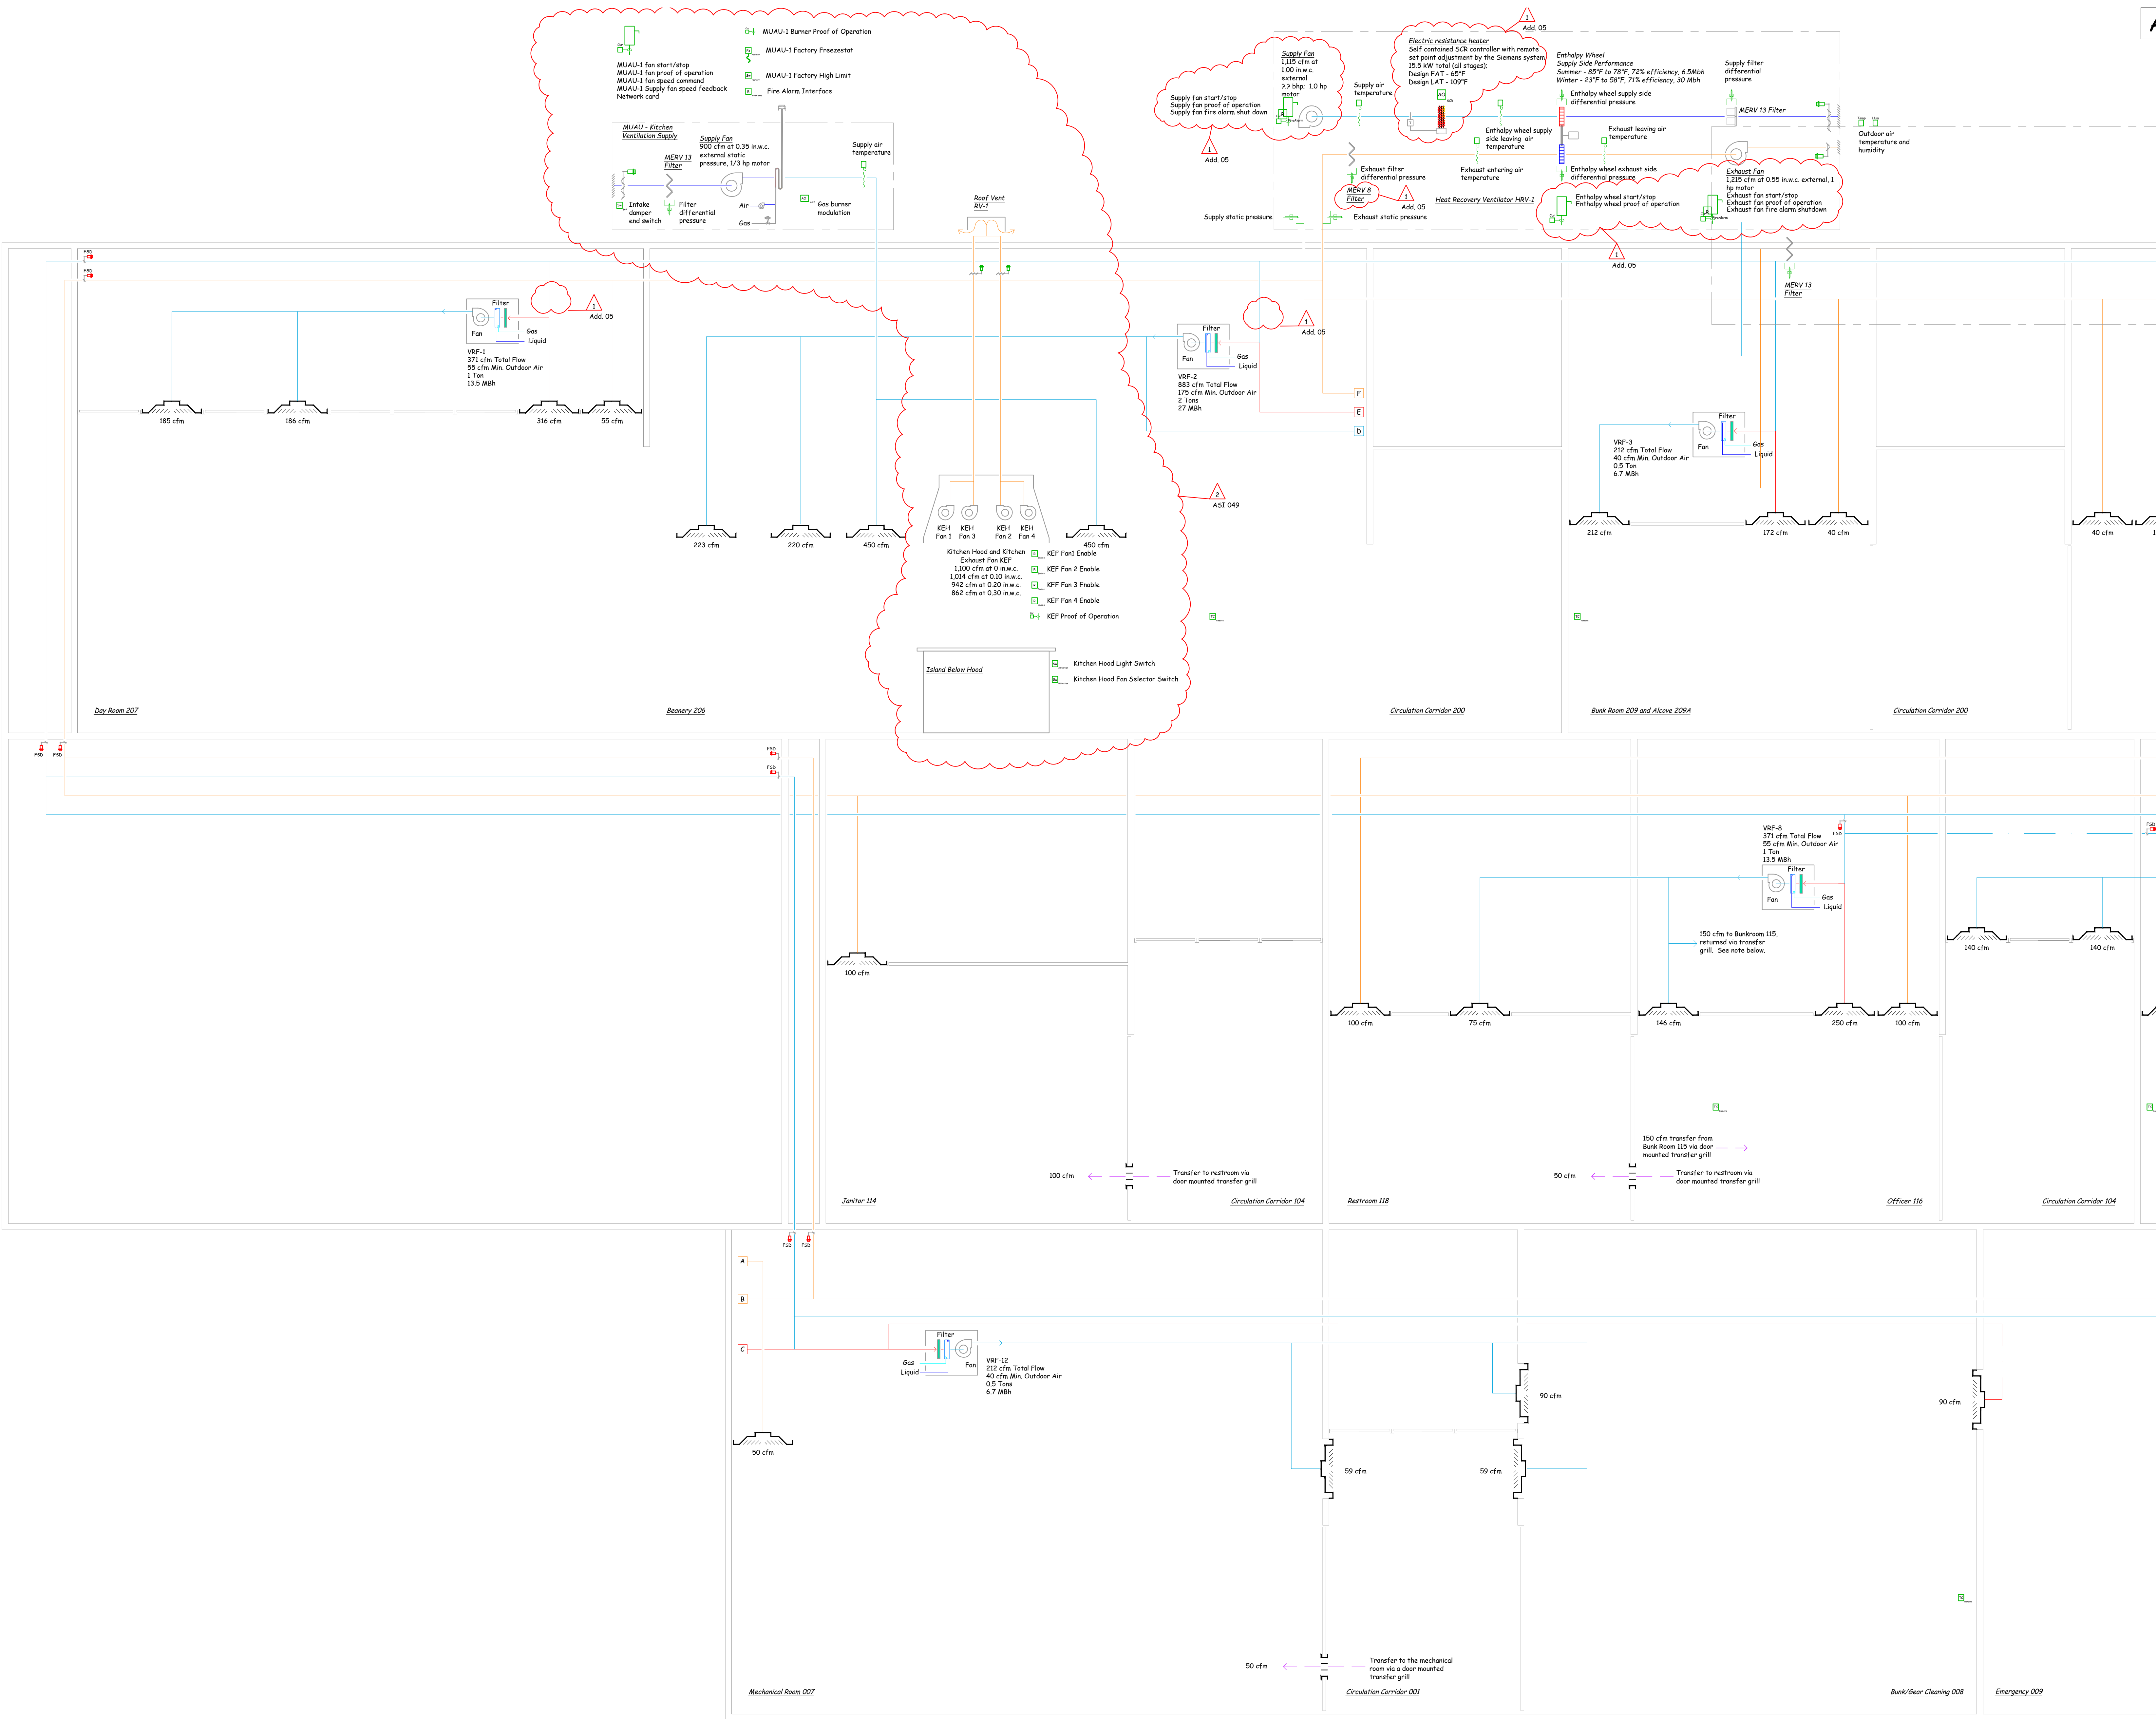 MUAU-1 fan start/stop
MUAU-1 fan proof of operation
MUAU-1 fan speed command
MUAU-1 Supply fan speed feedback
Network card
MUAU-1 Burner Proof of Operation
MUAU-1 Factory Freezestat
MUAU-1 Factory High Limit
Fire Alarm Interface
MUAU - Kitchen
Ventilation Supply
MERV 13
Filter
Supply Fan
900 cfm at 0.35 in.w.c.
external static
pressure, 1/3 hp motor
Supply air
temperature
Intake
damper
end switch
Filter
differential
pressure
Air
Gas
Gas burner
modulation
Roof Vent
RV-1
Supply fan start/stop
Supply fan proof of operation
Supply fan fire alarm shut down
1
Add. 05
Supply Fan
1,115 cfm at
1.00 in.w.c.
external
bhp; 1.0 hp
motor
Supply air
temperature
Electric resistance heater
Self contained SCR controller with remote
set point adjustment by the Siemens system
15.5 kW total (all stages);
Design EAT - 65°F
Design LAT - 109°F
AO
1
Add. 05
Enthalpy Wheel
Supply Side Performance
Summer - 85°F to 78°F, 72% efficiency, 6.5Mbh
Winter - 23°F to 58°F, 71% efficiency, 30 Mbh
Enthalpy wheel supply side
differential pressure
Supply filter
differential
pressure
MERV 13 Filter
Outdoor air
temperature and
humidity
Enthalpy wheel supply
side leaving air
temperature
Exhaust leaving air
temperature
Exhaust filter
differential pressure
Exhaust entering air
temperature
Enthalpy wheel exhaust side
differential pressure
MERV 8
Filter
1
Add. 05
Heat Recovery Ventilator HRV-1
Enthalpy wheel start/stop
Enthalpy wheel proof of operation
Exhaust Fan
1,215 cfm at 0.55 in.w.c. external, 1
hp motor
Exhaust fan start/stop
Exhaust fan proof of operation
Exhaust fan fire alarm shutdown
Supply static pressure
Exhaust static pressure
1
Add. 05
MERV 13
Filter
FSD
FSD
Filter
Fan
Gas
Liquid
VRF-1
371 cfm Total Flow
55 cfm Min. Outdoor Air
1 Ton
13.5 MBh
1
Add. 05
185 cfm
186 cfm
316 cfm
55 cfm
Filter
Fan
Gas
Liquid
VRF-2
883 cfm Total Flow
175 cfm Min. Outdoor Air
2 Tons
27 MBh
1
Add. 05
F
E
D
Filter
Fan
Gas
Liquid
VRF-3
212 cfm Total Flow
40 cfm Min. Outdoor Air
0.5 Ton
6.7 MBh
2
ASI 049
223 cfm
220 cfm
450 cfm
KEH
Fan 1
KEH
Fan 3
KEH
Fan 2
KEH
Fan 4
450 cfm
212 cfm
172 cfm
40 cfm
40 cfm
Kitchen Hood and Kitchen
Exhaust Fan KEF
1,100 cfm at 0 in.w.c.
1,014 cfm at 0.10 in.w.c.
942 cfm at 0.20 in.w.c.
862 cfm at 0.30 in.w.c.
KEF Fan1 Enable
KEF Fan 2 Enable
KEF Fan 3 Enable
KEF Fan 4 Enable
KEF Proof of Operation
Island Below Hood
Kitchen Hood Light Switch
Kitchen Hood Fan Selector Switch
Day Room 207
Beanery 206
Circulation Corridor 200
Bunk Room 209 and Alcove 209A
Circulation Corridor 200
FSD
FSD
FSD
FSD
VRF-8
371 cfm Total Flow
55 cfm Min. Outdoor Air
1 Ton
13.5 MBh
FSD
FSD
Filter
Fan
Gas
Liquid
150 cfm to Bunkroom 115,
returned via transfer
grill. See note below.
100 cfm
100 cfm
75 cfm
146 cfm
250 cfm
100 cfm
140 cfm
140 cfm
150 cfm transfer from
Bunk Room 115 via door
mounted transfer grill
100 cfm
Transfer to restroom via
door mounted transfer grill
50 cfm
Transfer to restroom via
door mounted transfer grill
Janitor 114
Circulation Corridor 104
Restroom 118
Officer 116
Circulation Corridor 104
FSD
FSD
A
B
C
Filter
Fan
Gas
Liquid
VRF-12
212 cfm Total Flow
40 cfm Min. Outdoor Air
0.5 Tons
6.7 MBh
50 cfm
90 cfm
90 cfm
59 cfm
59 cfm
50 cfm
Transfer to the mechanical
room via a door mounted
transfer grill
Mechanical Room 007
Circulation Corridor 001
Bunk/Gear Cleaning 008
Emergency 009